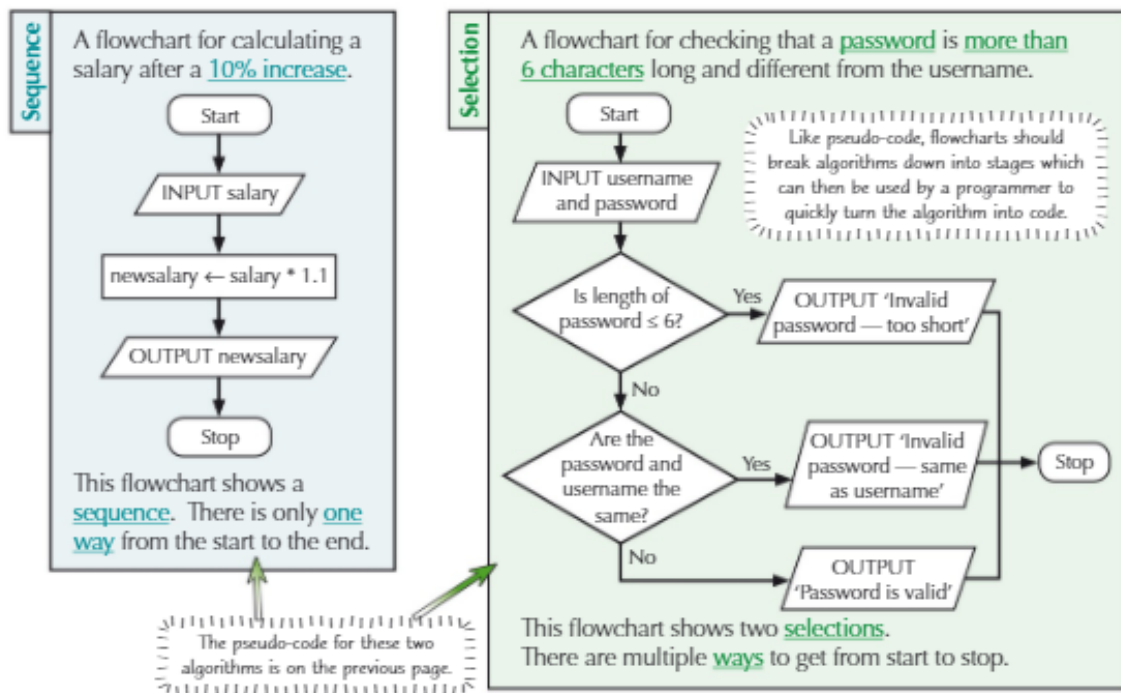 Sequence
A flowchart for calculating a
salary after a 10% increase.
Start
INPUT salary
newsalary ← salary * 1.1
OUTPUT newsalary
Stop
This flowchart shows a
sequence. There is only one
way from the start to the end.
The pseudo-code for these two
algorithms is on the previous page.
Selection
A flowchart for checking that a password is more than
6 characters long and different from the username.
Start
Like pseudo-code, flowcharts should
break algorithms down into stages which
can then be used by a programmer to
quickly turn the algorithm into code.
INPUT username
and password
Is length of
password ≤ 6?
Yes
OUTPUT ‘Invalid
password — too short’
No
Are the
password and
username the
same?
Yes
OUTPUT ‘Invalid
password — same
as username’
Stop
No
OUTPUT
‘Password is valid’
This flowchart shows two selections.
There are multiple ways to get from start to stop.